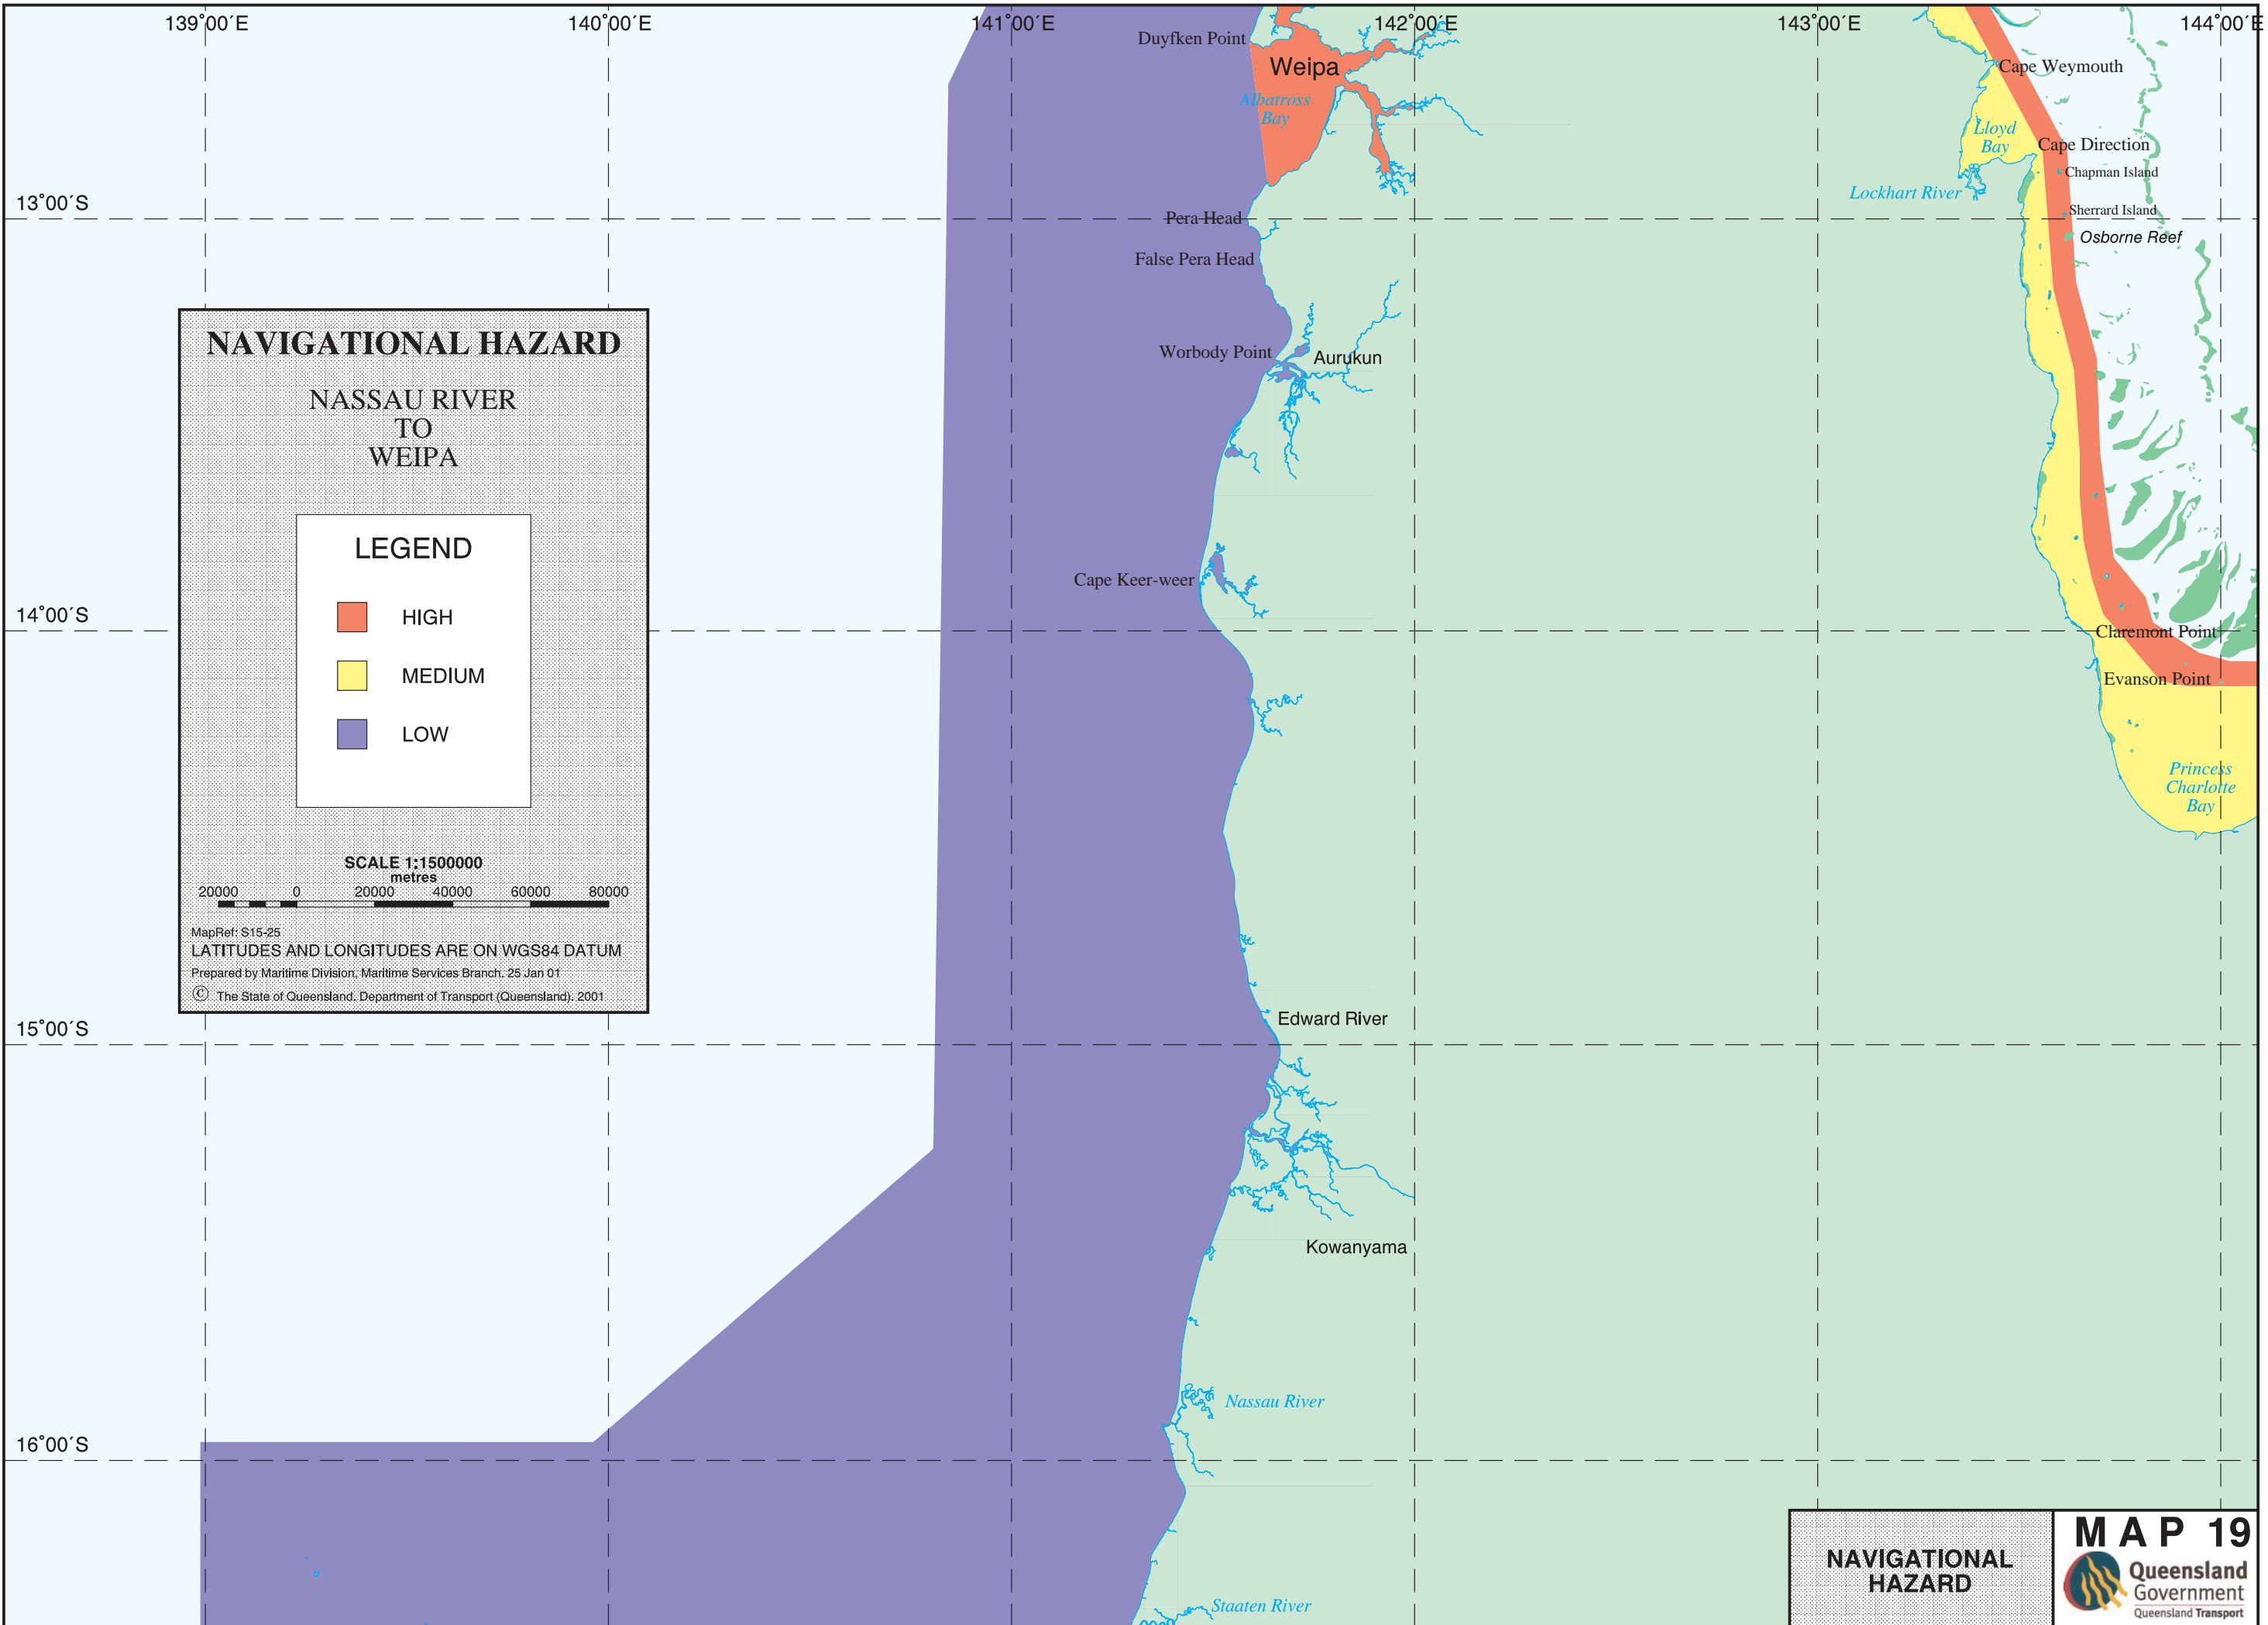 139°00´E
140°00´E
141°00´E
142°00´E
143°00´E
144°00´E
Duyfken Point
Weipa
Albatross
Bay
Cape Weymouth
Lloyd
Bay
Cape Direction
Chapman Island
Lockhart River
13°00´S
Pera Head
Sherrard Island
Osborne Reef
False Pera Head
Worbody Point
Aurukun
NAVIGATIONAL HAZARD
NASSAU RIVER
TO
WEIPA
LEGEND
HIGH
MEDIUM
LOW
SCALE 1:1500000
metres
20000 0 20000 40000 60000 80000
MapRef: S15-25
LATITUDES AND LONGITUDES ARE ON WGS84 DATUM
Prepared by Maritime Division, Maritime Services Branch, 25 Jan 01
© The State of Queensland, Department of Transport (Queensland), 2001
Cape Keer-weer
14°00´S
Claremont Point
Evanson Point
Princess
Charlotte
Bay
Edward River
15°00´S
Kowanyama
Nassau River
16°00´S
Staaten River
NAVIGATIONAL
HAZARD
MAP 19
Queensland
Government
Queensland Transport